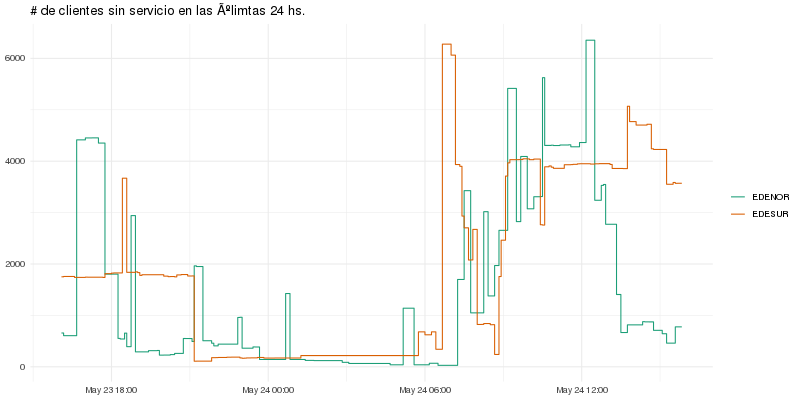 # de clientes sin servicio en las Ãºlimtas 24 hs.
6000
4000
2000
0
May 23 18:00
May 24 00:00
May 24 06:00
May 24 12:00
EDENOR
EDESUR